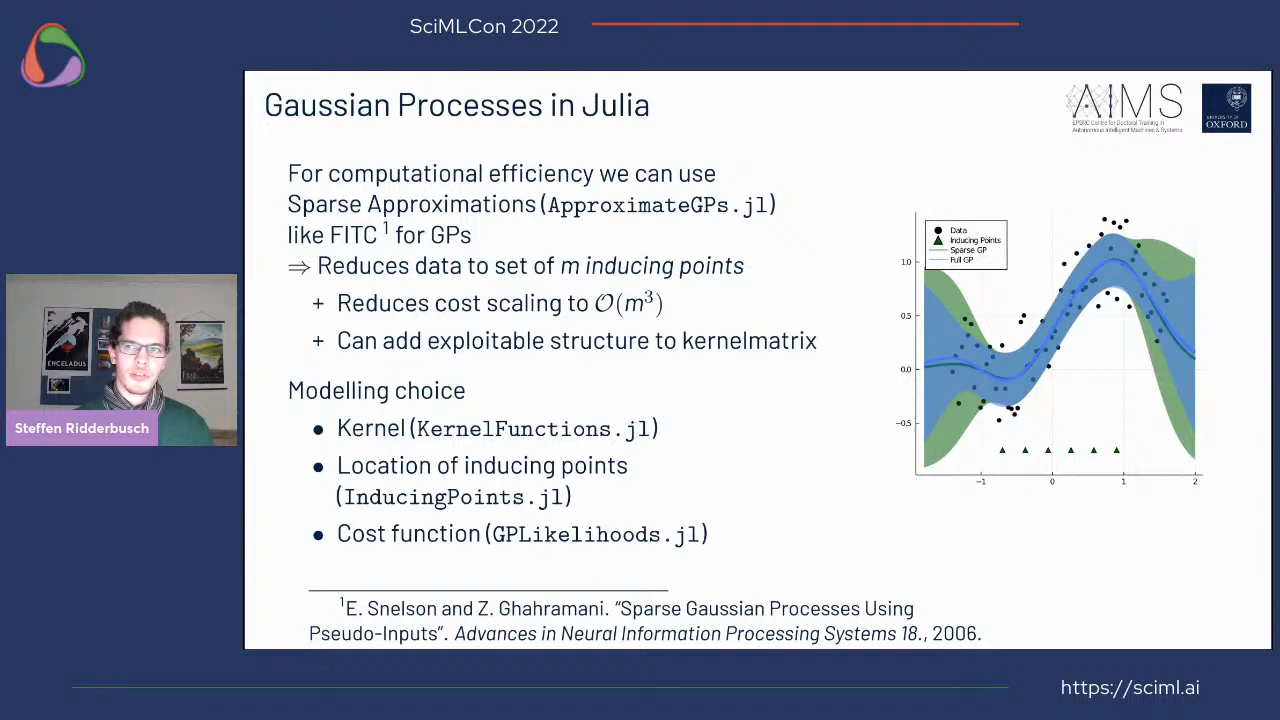 SciMLCon 2022
Gaussian Processes in Julia
AIMS
EPSRC Centre for Doctoral Training in
Autonomous Intelligent Machines & Systems
UNIVERSITY OF
OXFORD
For computational efficiency we can use
Sparse Approximations (ApproximateGPs.jl)
like FITC ¹ for GPs
⇒ Reduces data to set of m inducing points
+ Reduces cost scaling to 𝒪(m³)
+ Can add exploitable structure to kernelmatrix
Modelling choice
● Kernel (KernelFunctions.jl)
● Location of inducing points
(InducingPoints.jl)
● Cost function (GPLikelihoods.jl)
Data
Inducing Points
Sparse GP
Full GP
1.0
0.5
0.0
−0.5
−1 0 1 2
ENCELADUS
Steffen Ridderbusch
¹E. Snelson and Z. Ghahramani. “Sparse Gaussian Processes Using
Pseudo-Inputs”. Advances in Neural Information Processing Systems 18., 2006.
https://sciml.ai